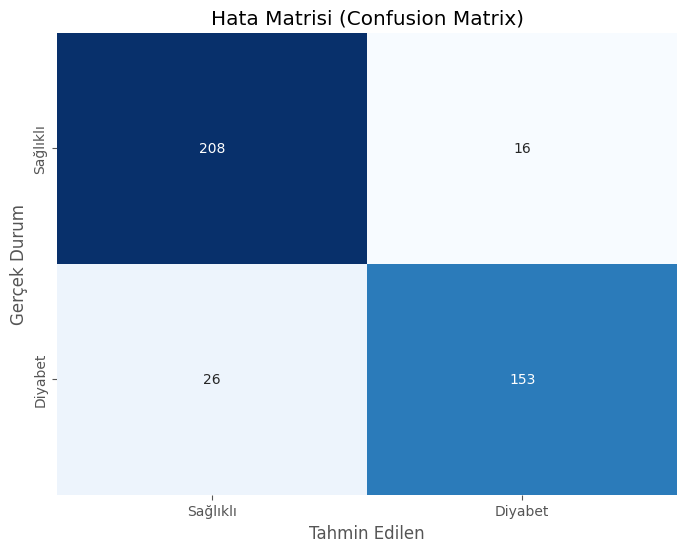 Hata Matrisi (Confusion Matrix)
Gerçek Durum
Sağlıklı
208
16
Diyabet
26
153
Sağlıklı
Diyabet
Tahmin Edilen